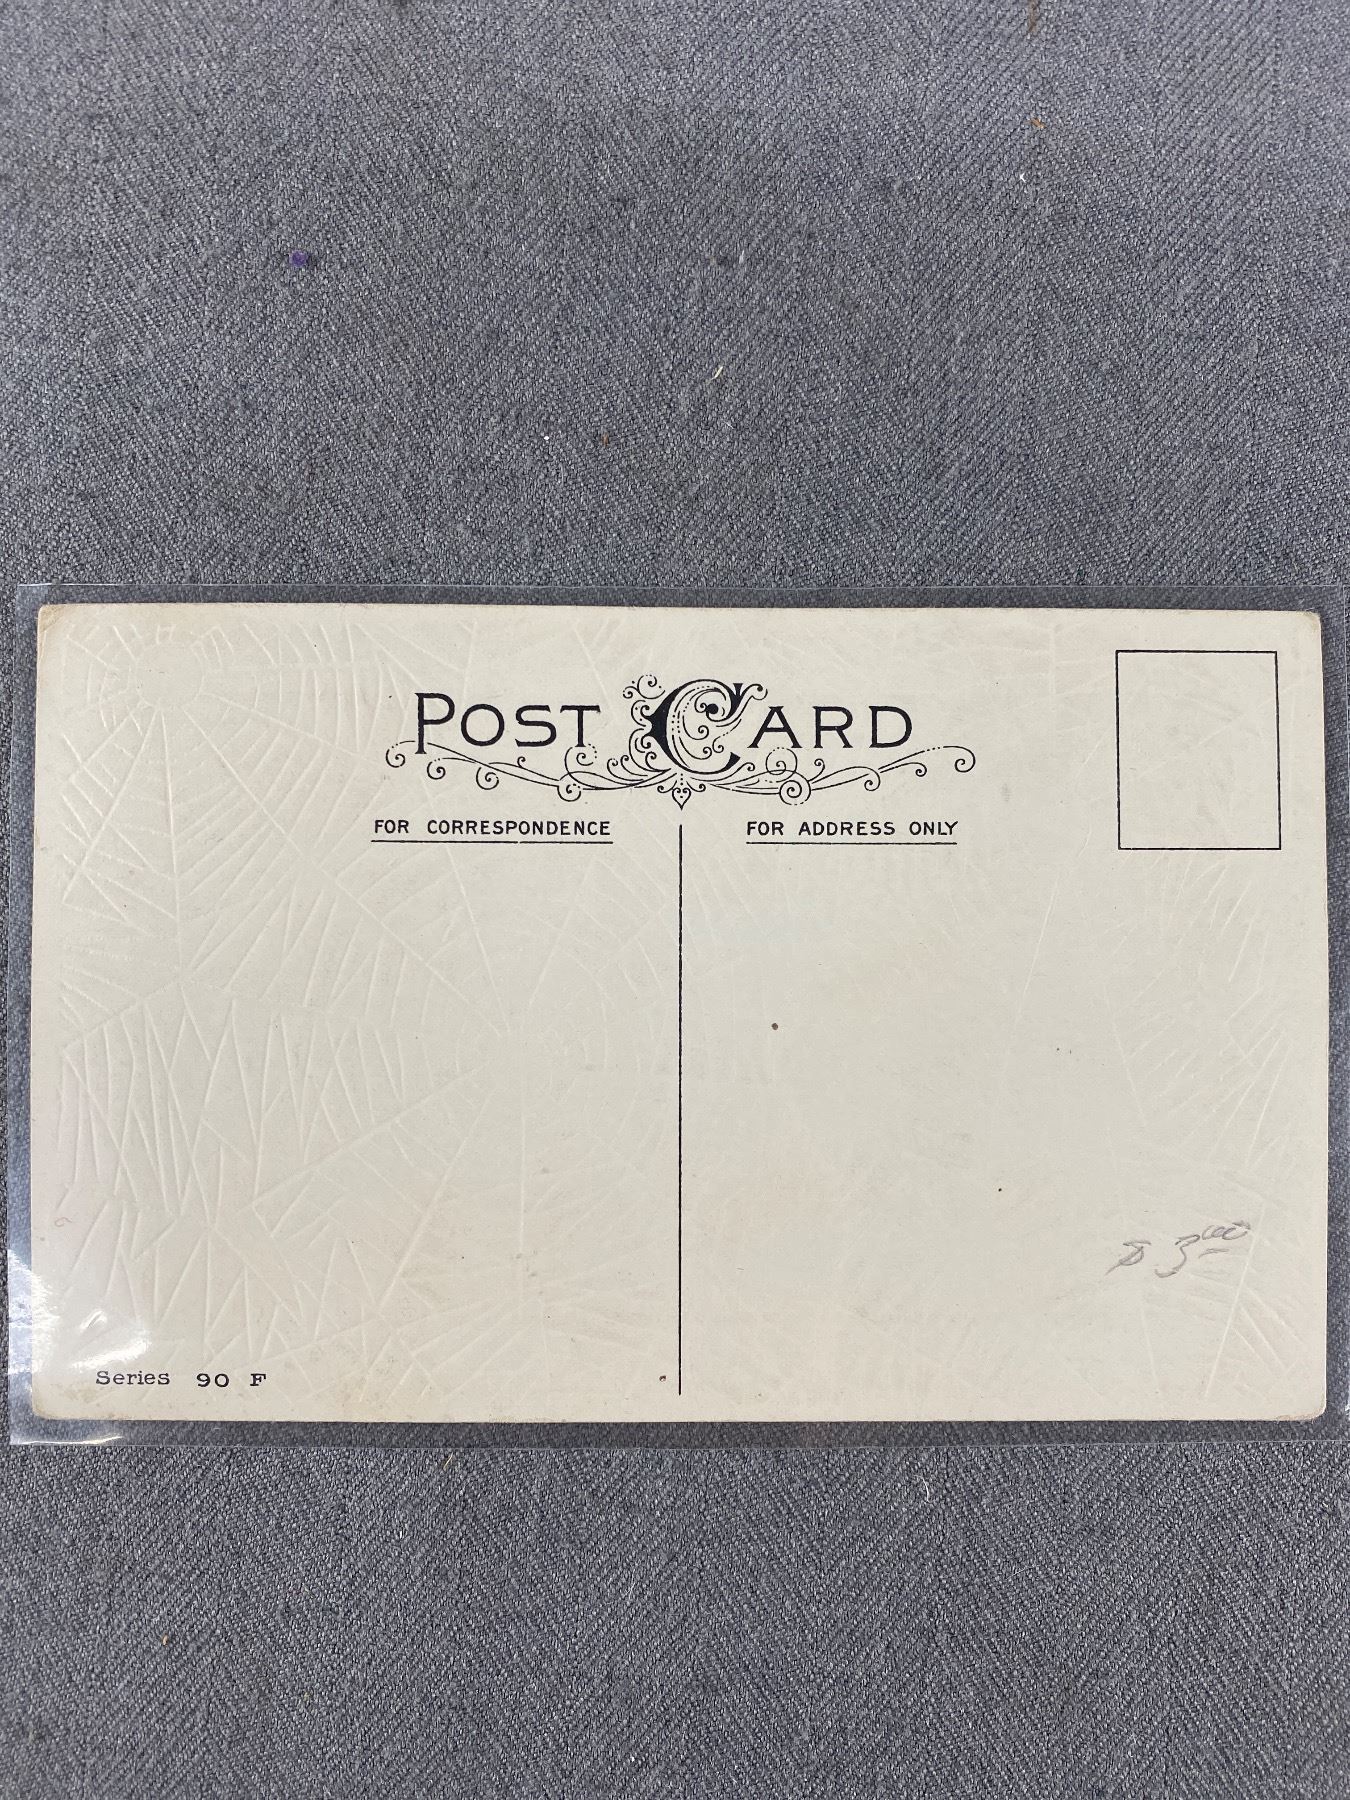 POST CARD
FOR CORRESPONDENCE
FOR ADDRESS ONLY
$ 3.00
Series 90 F